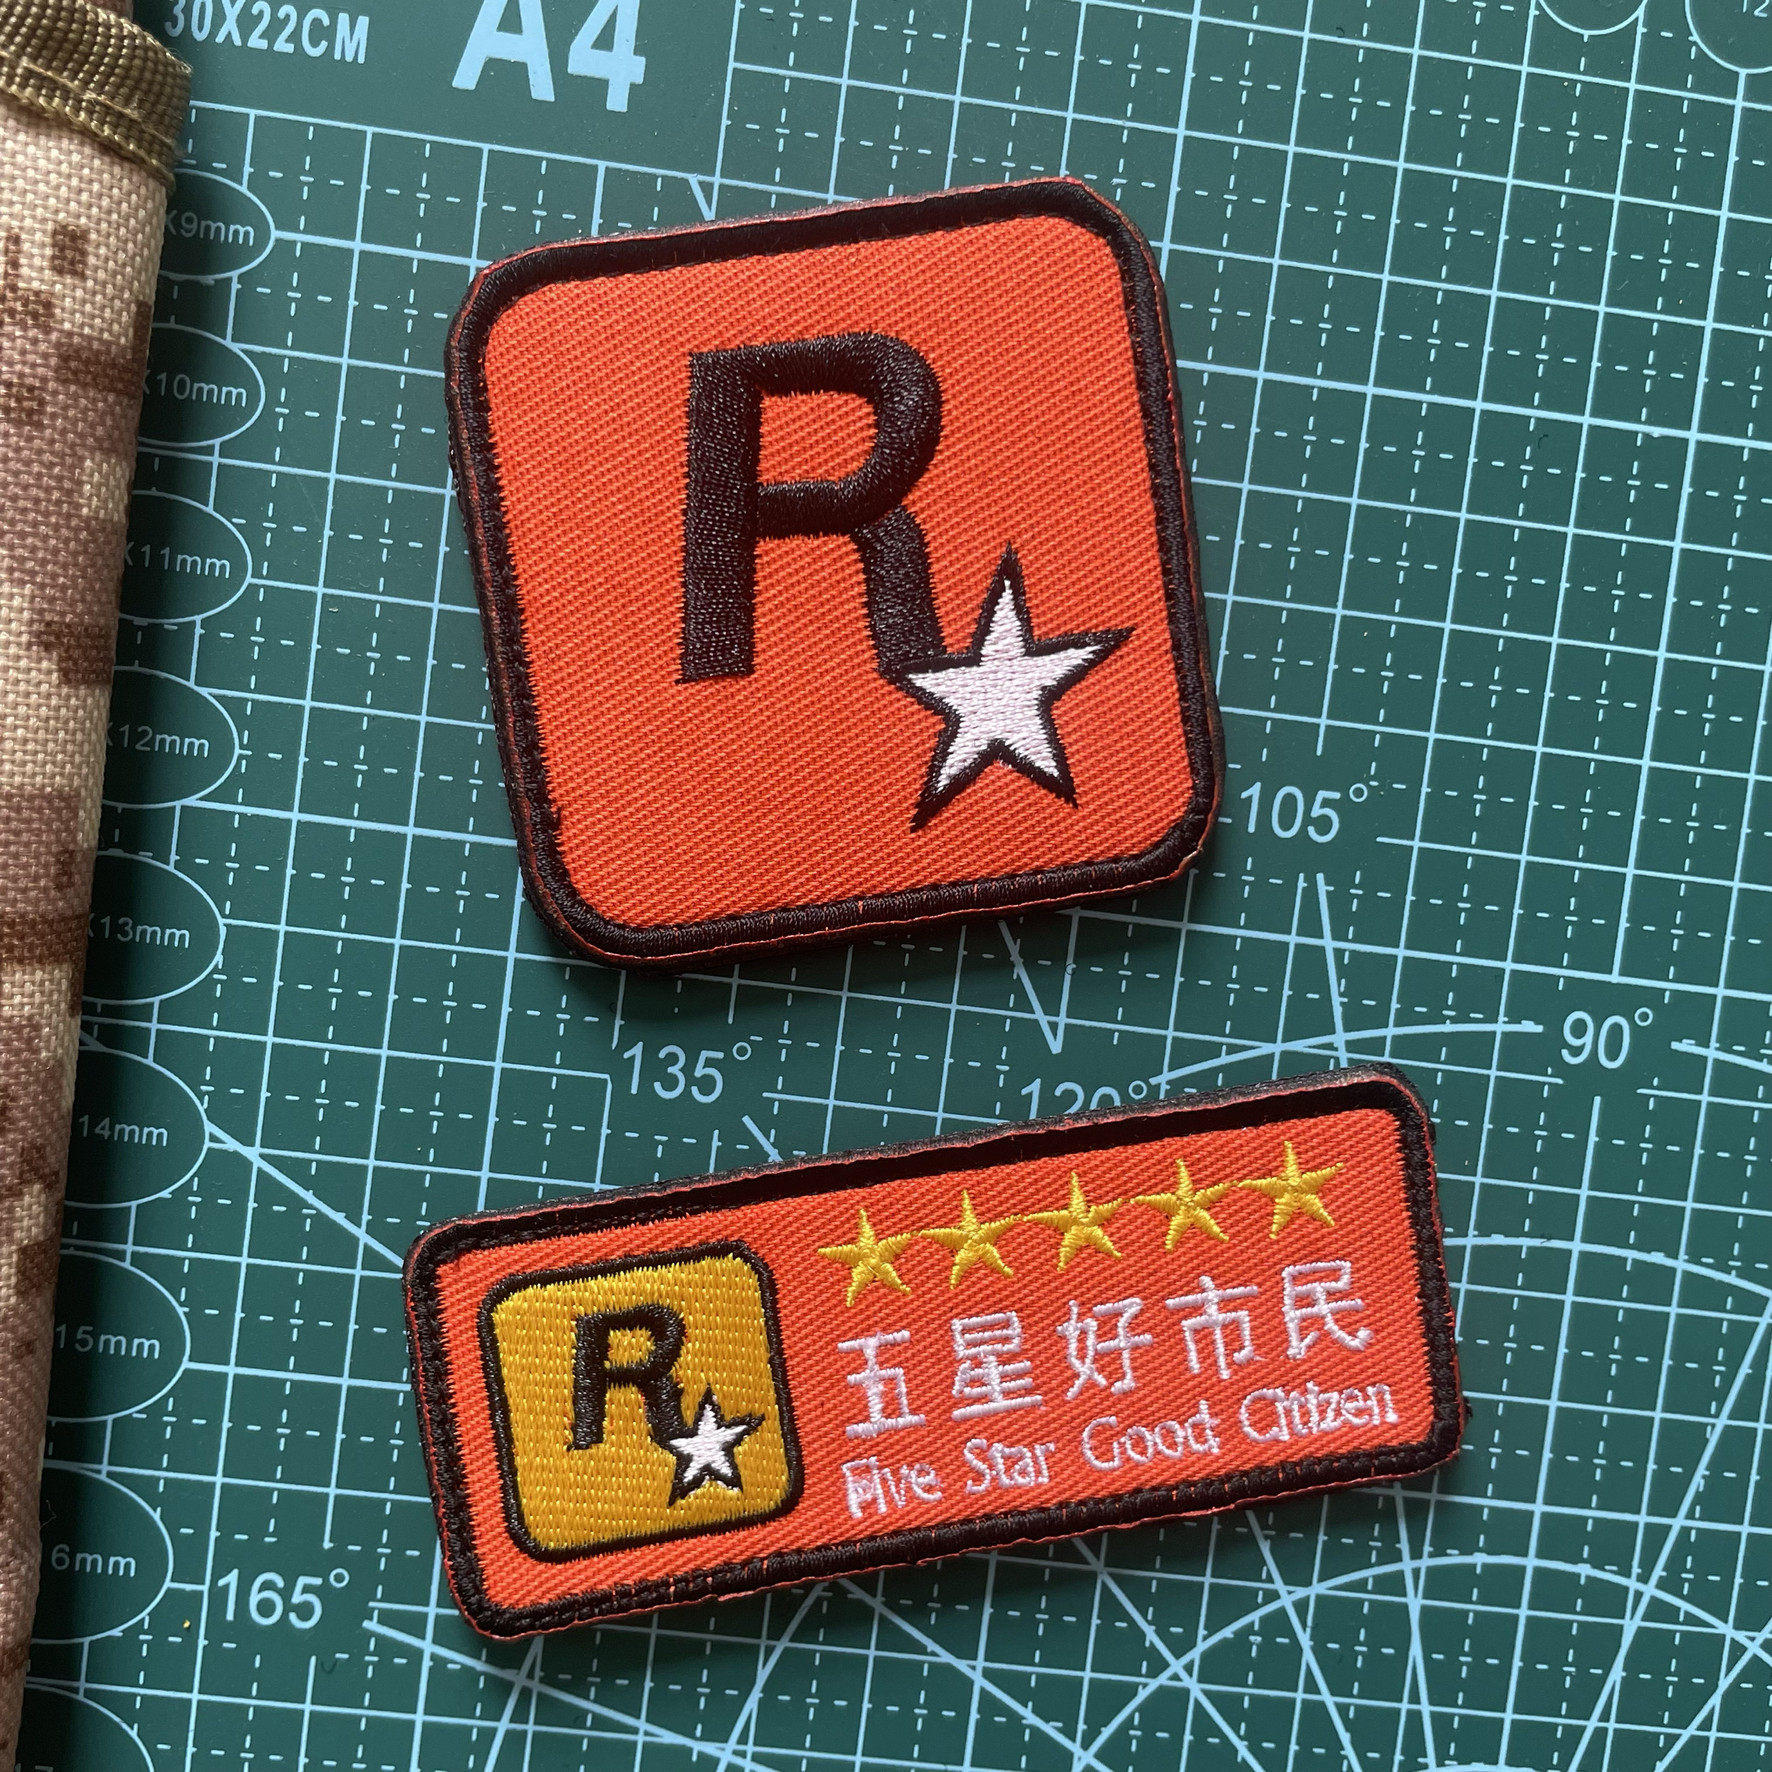 30X22CM
A4
X9mm
X10mm
X11mm
X12mm
X13mm
14mm
15mm
6mm
R
105°
90°
135°
120°
165°
R
五星好市民
Five Star Good Citizen